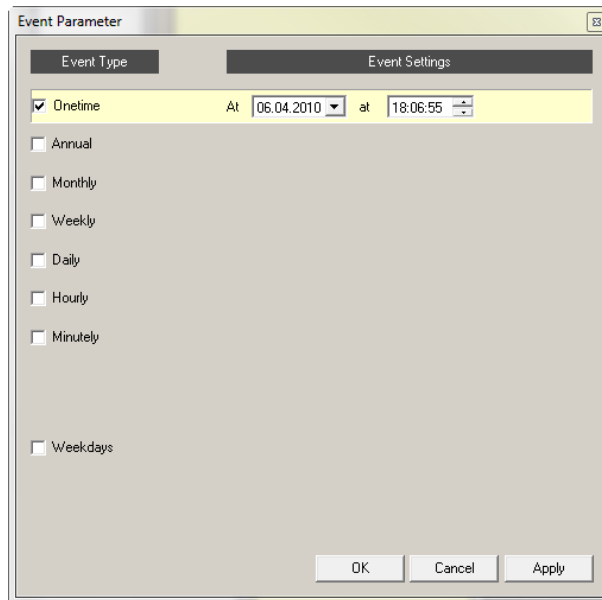 Event Parameter
Event Type Event Settings
Onetime At 06.04.2010 at 18:06:55
Annual
Monthly
Weekly
Daily
Hourly
Minutely
Weekdays
OK Cancel Apply